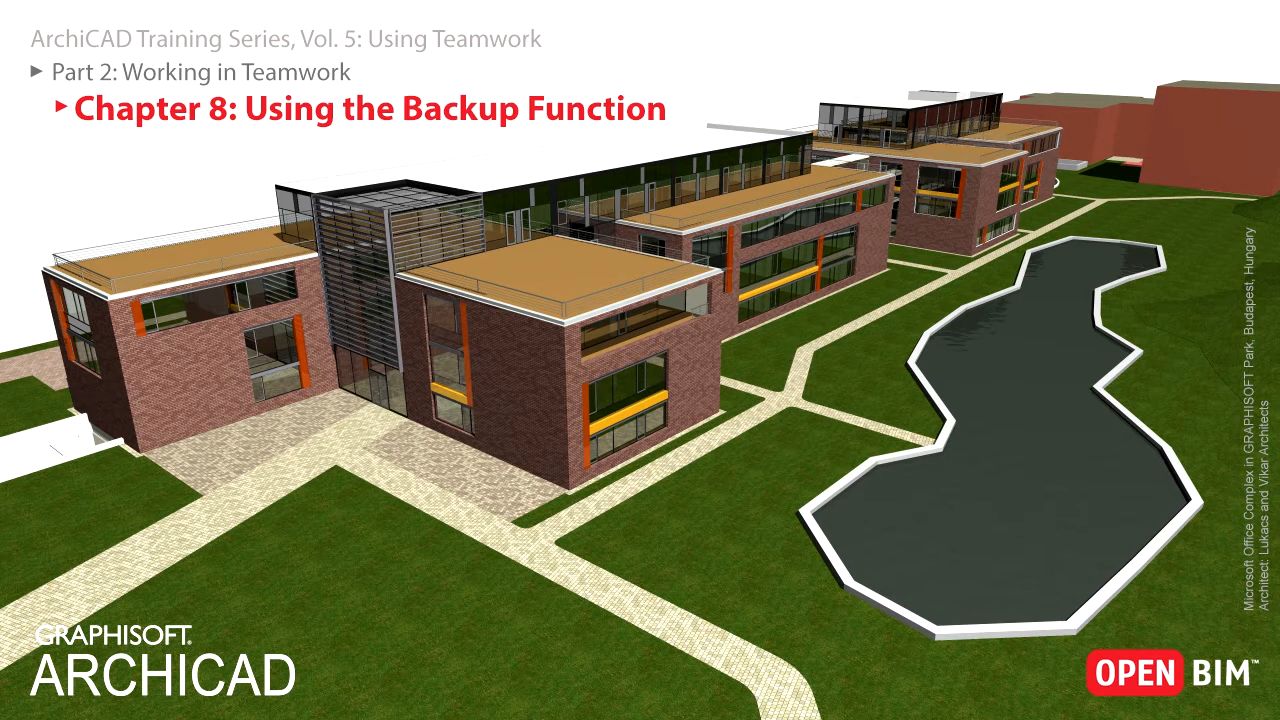 ArchiCAD Training Series, Vol. 5: Using Teamwork
Part 2: Working in Teamwork
Chapter 8: Using the Backup Function
Microsoft Office Complex in GRAPHISOFT Park, Budapest, Hungary
Architect: Lukacs and Vikar Architects
GRAPHISOFT.
ARCHICAD
OPEN BIM™